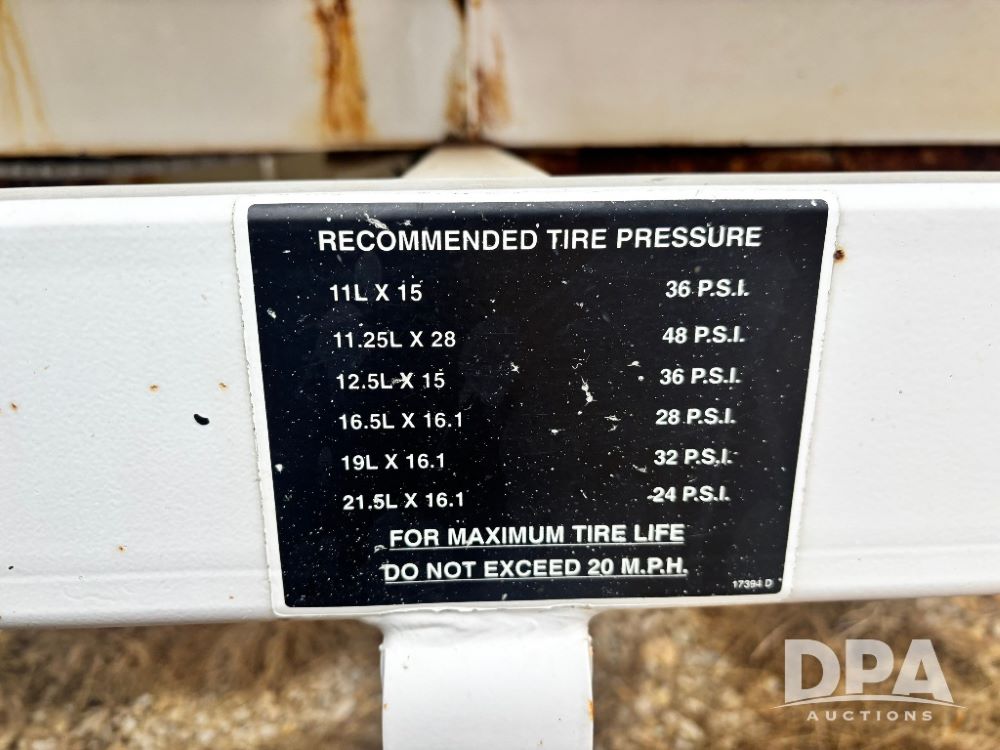 RECOMMENDED TIRE PRESSURE
11L X 15 36 P.S.I.
11.25L X 28 48 P.S.I.
12.5L X 15 36 P.S.I.
16.5L X 16.1 28 P.S.I.
19L X 16.1 32 P.S.I.
21.5L X 16.1 24 P.S.I.
FOR MAXIMUM TIRE LIFE
DO NOT EXCEED 20 M.P.H.
17394 D
DPA
AUCTIONS